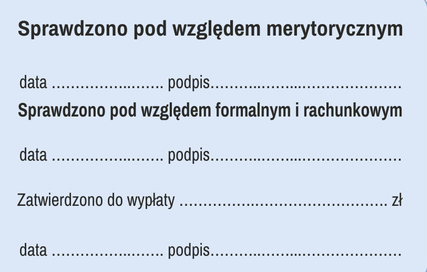 Sprawdzono pod względem merytorycznym
data ………………..……. podpis………..……...………………
Sprawdzono pod względem formalnym i rachunkowym
data ………………..……. podpis………..……...………………
Zatwierdzono do wypłaty …………..……………………. zł
data ………………..……. podpis………..……...………………